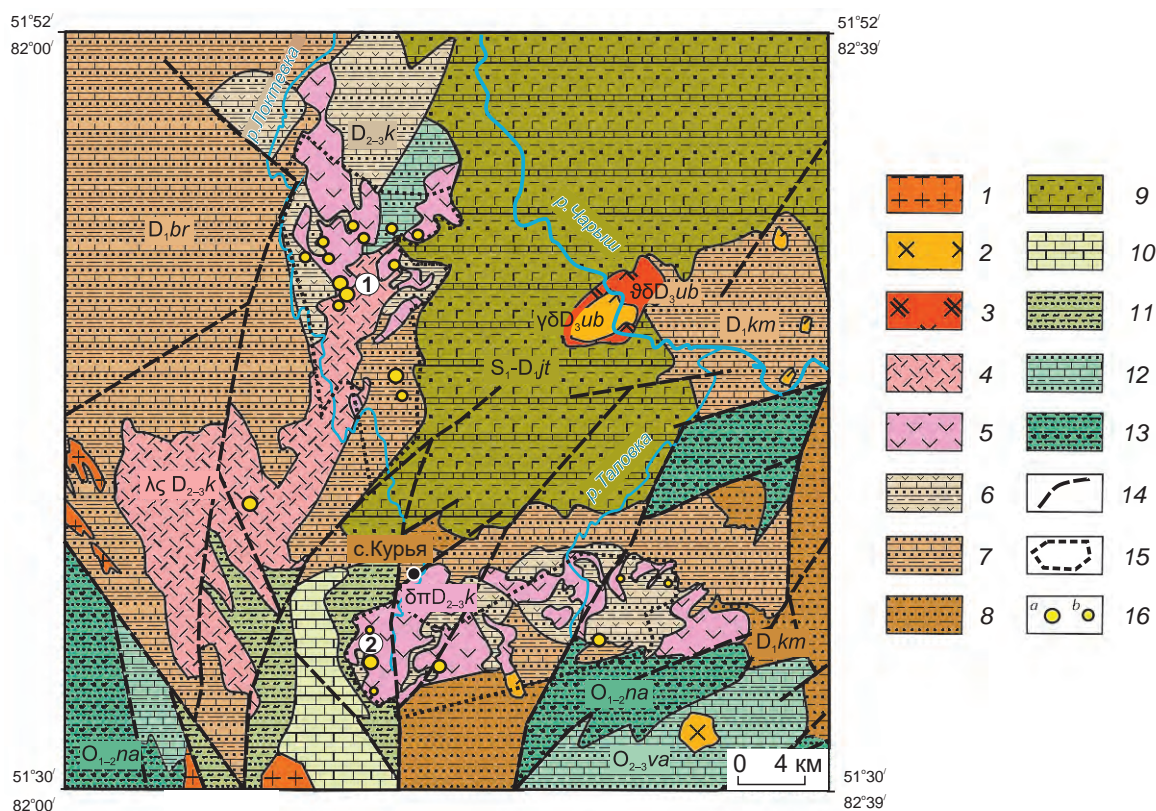 51°52′
82°00′
51°52′
82°39′
р. Локтевка
D₂₋₃k
D₁br
р. Чарыш
1
ϑδD₃ub
γδD₃ub
D₁km
S₁-D₁jt
р. Таловка
λς D₂₋₃k
с.Курья
δπD₂₋₃k
2
D₁km
O₁₋₂na
O₁₋₂na
O₂₋₃va
0 4 км
51°30′
82°00′
51°30′
82°39′
1
2
3
4
5
6
7
8
9
10
11
12
13
14
15
a b 16